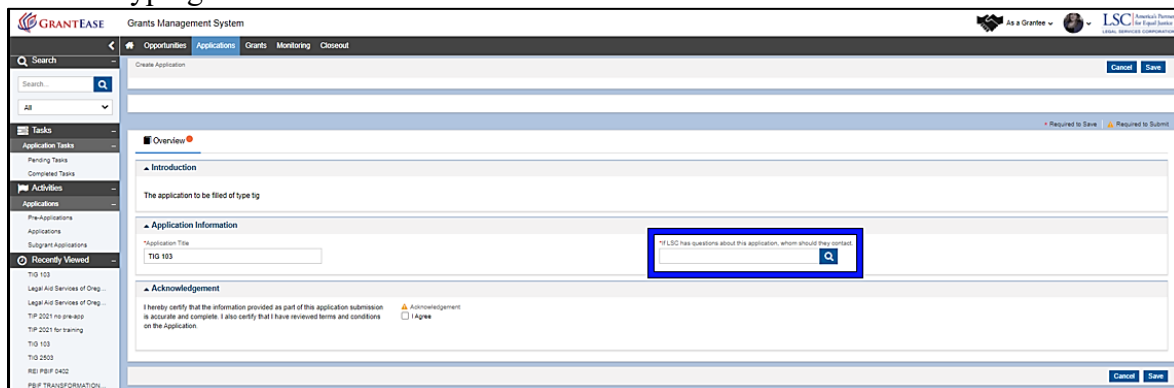 GRANTEASE Grants Management System As a Grantee LSC America's Partner for Equal Justice
LEGAL SERVICES CORPORATION
Opportunities Applications Grants Monitoring Closeout
Search
Create Application
Cancel Save
Search...
All
* Required to Save Required to Submit
Tasks
Overview
Application Tasks
Pending Tasks
Completed Tasks
Introduction
Activities
The application to be filled of type tig
Applications
Pre-Applications
Applications
Subgrant Applications
Application Information
*Application Title *If LSC has questions about this application, whom should they contact.
TIG 103
Recently Viewed
TIG 103
Legal Aid Services of Oreg...
Legal Aid Services of Oreg...
TIP 2021 no pre-app
TIP 2021 for training
TIG 103
TIG 2503
REI PBIF 0402
PBIF TRANSFORMATION...
Acknowledgement
I hereby certify that the information provided as part of this application submission
is accurate and complete. I also certify that I have reviewed terms and conditions
on the Application.
Acknowledgement
I Agree
Cancel Save